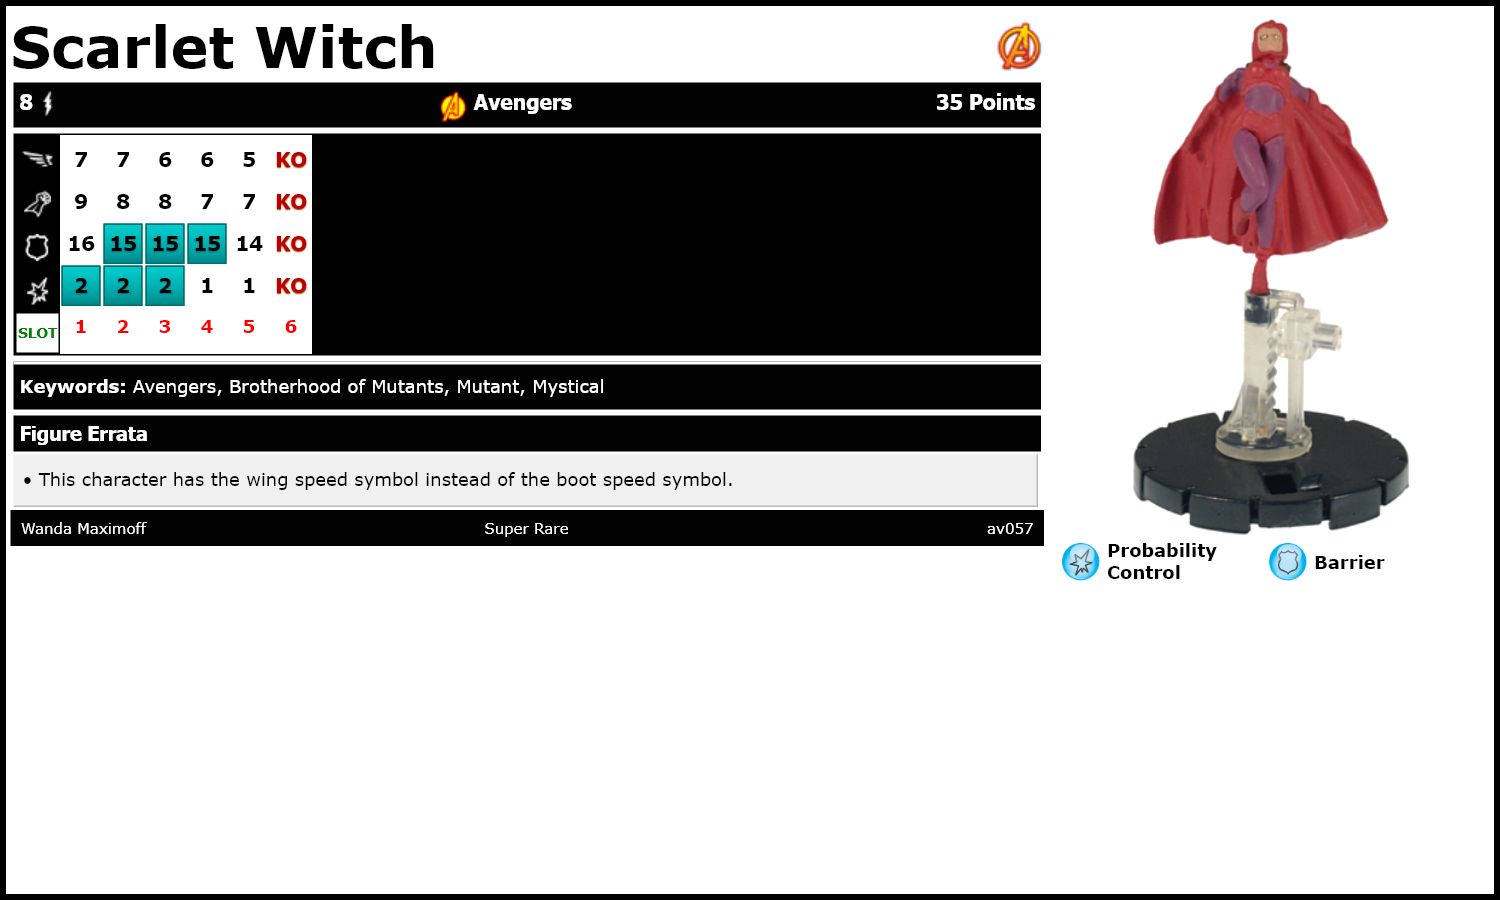 Scarlet Witch
8 Avengers 35 Points
7 7 6 6 5 KO
9 8 8 7 7 KO
16 15 15 15 14 KO
2 2 2 1 1 KO
SLOT 1 2 3 4 5 6
Keywords: Avengers, Brotherhood of Mutants, Mutant, Mystical
Figure Errata
• This character has the wing speed symbol instead of the boot speed symbol.
Wanda Maximoff Super Rare av057
Probability
Control
Barrier